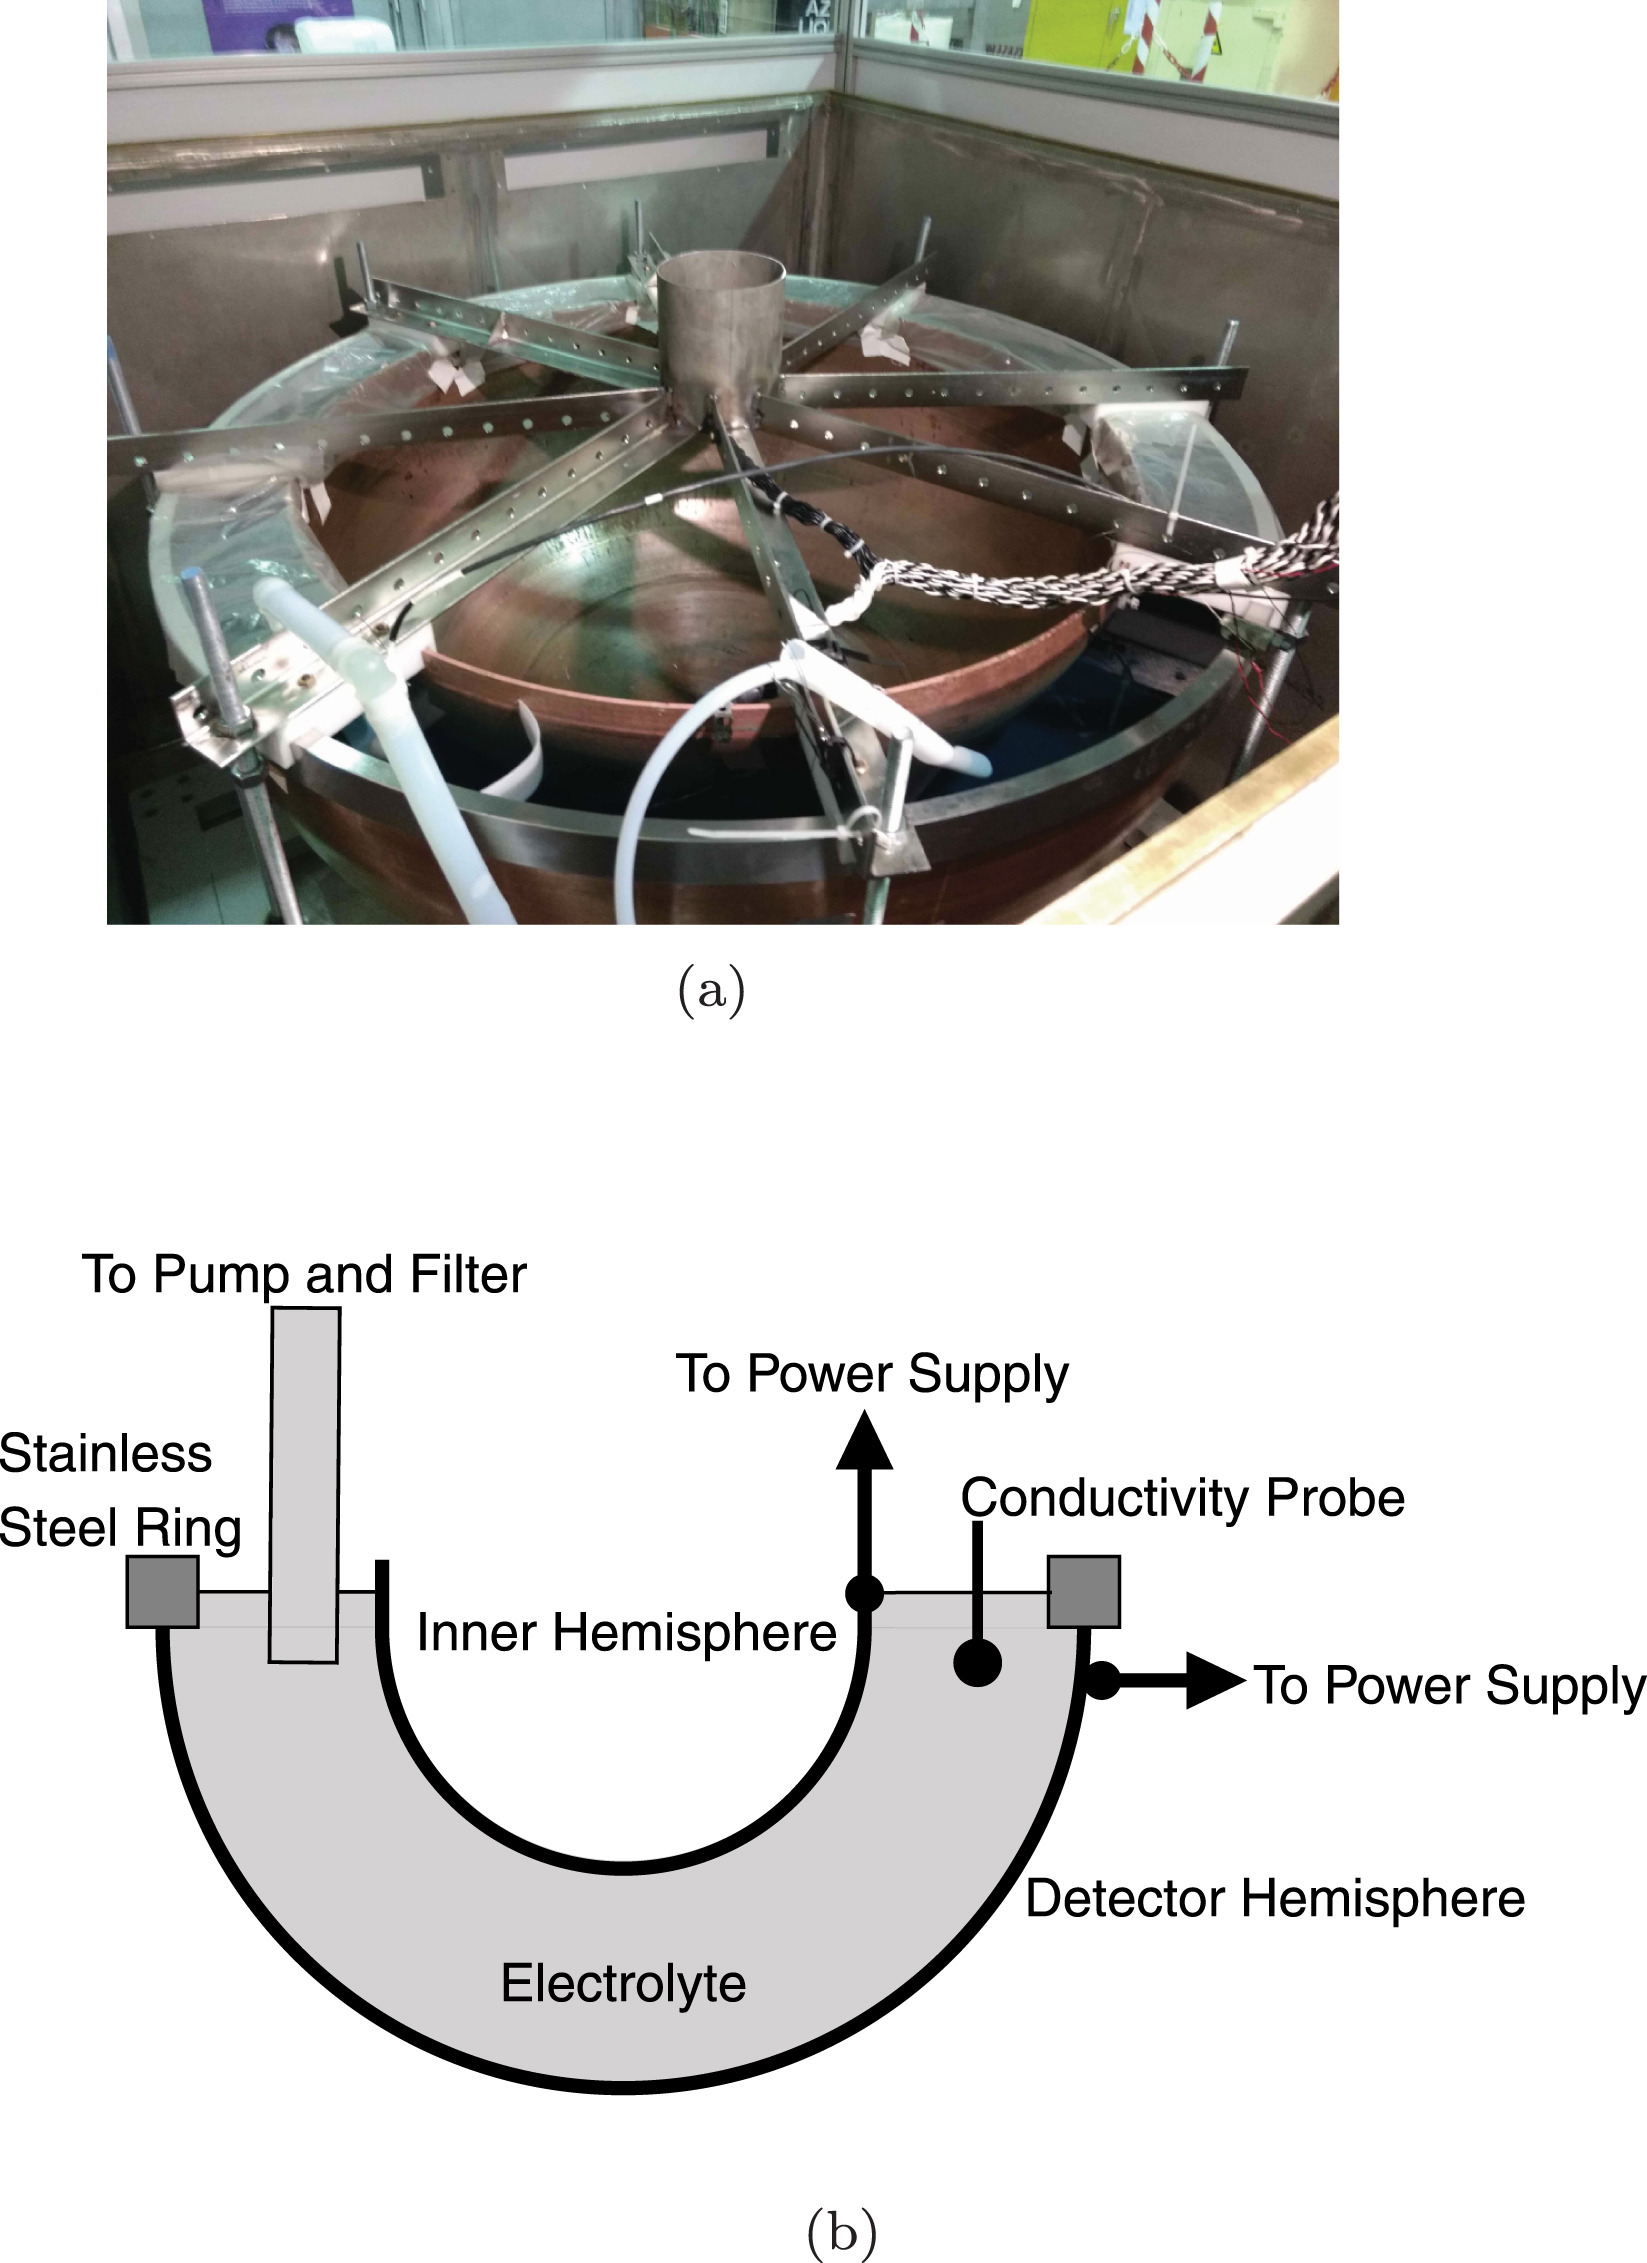 AZ
(a)
To Pump and Filter
To Power Supply
Stainless
Steel Ring
Conductivity Probe
Inner Hemisphere
To Power Supply
Detector Hemisphere
Electrolyte
(b)